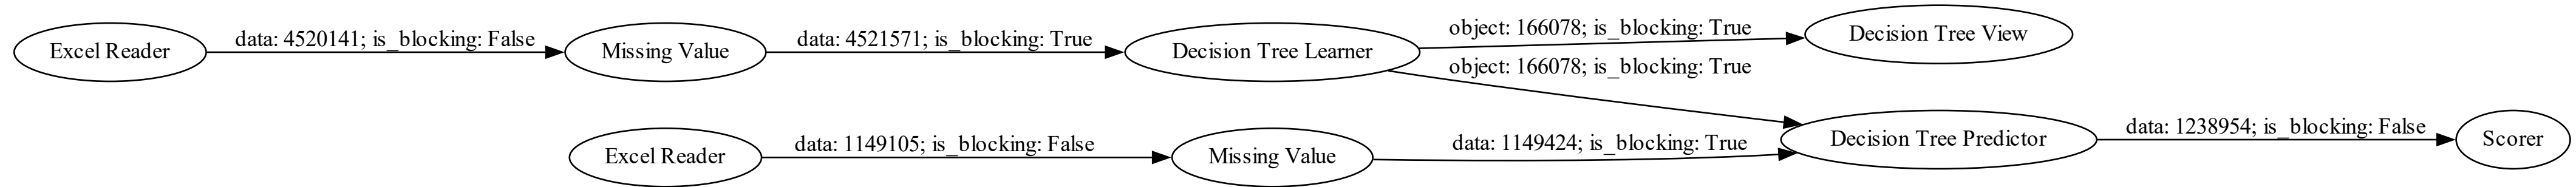 Excel Reader
data: 4520141; is_blocking: False
Missing Value
data: 4521571; is_blocking: True
Decision Tree Learner
object: 166078; is_blocking: True
Decision Tree View
object: 166078; is_blocking: True
Excel Reader
data: 1149105; is_blocking: False
Missing Value
data: 1149424; is_blocking: True
Decision Tree Predictor
data: 1238954; is_blocking: False
Scorer